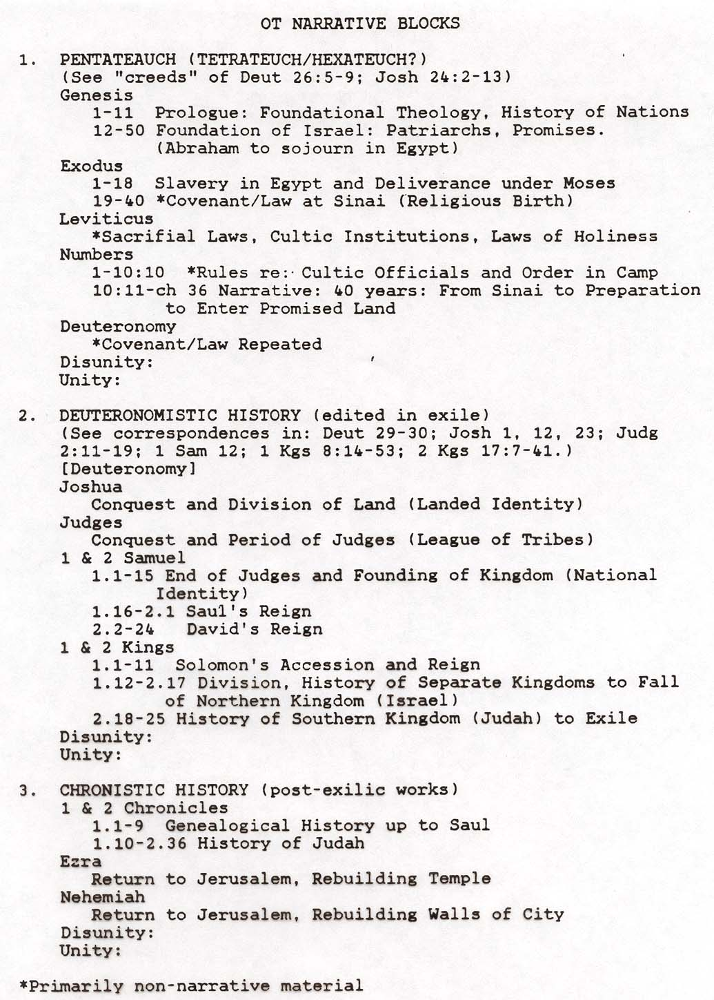 OT NARRATIVE BLOCKS
1. PENTATEAUCH (TETRATEUCH/HEXATEUCH?)
(See "creeds" of Deut 26:5-9; Josh 24:2-13)
Genesis
1-11 Prologue: Foundational Theology, History of Nations
12-50 Foundation of Israel: Patriarchs, Promises.
(Abraham to sojourn in Egypt)
Exodus
1-18 Slavery in Egypt and Deliverance under Moses
19-40 *Covenant/Law at Sinai (Religious Birth)
Leviticus
*Sacrifial Laws, Cultic Institutions, Laws of Holiness
Numbers
1-10:10 *Rules re: Cultic Officials and Order in Camp
10:11-ch 36 Narrative: 40 years: From Sinai to Preparation
to Enter Promised Land
Deuteronomy
*Covenant/Law Repeated
Disunity:
Unity:
2. DEUTERONOMISTIC HISTORY (edited in exile)
(See correspondences in: Deut 29-30; Josh 1, 12, 23; Judg
2:11-19; 1 Sam 12; 1 Kgs 8:14-53; 2 Kgs 17:7-41.)
[Deuteronomy]
Joshua
Conquest and Division of Land (Landed Identity)
Judges
Conquest and Period of Judges (League of Tribes)
1 & 2 Samuel
1.1-15 End of Judges and Founding of Kingdom (National
Identity)
1.16-2.1 Saul's Reign
2.2-24 David's Reign
1 & 2 Kings
1.1-11 Solomon's Accession and Reign
1.12-2.17 Division, History of Separate Kingdoms to Fall
of Northern Kingdom (Israel)
2.18-25 History of Southern Kingdom (Judah) to Exile
Disunity:
Unity:
3. CHRONISTIC HISTORY (post-exilic works)
1 & 2 Chronicles
1.1-9 Genealogical History up to Saul
1.10-2.36 History of Judah
Ezra
Return to Jerusalem, Rebuilding Temple
Nehemiah
Return to Jerusalem, Rebuilding Walls of City
Disunity:
Unity:
*Primarily non-narrative material